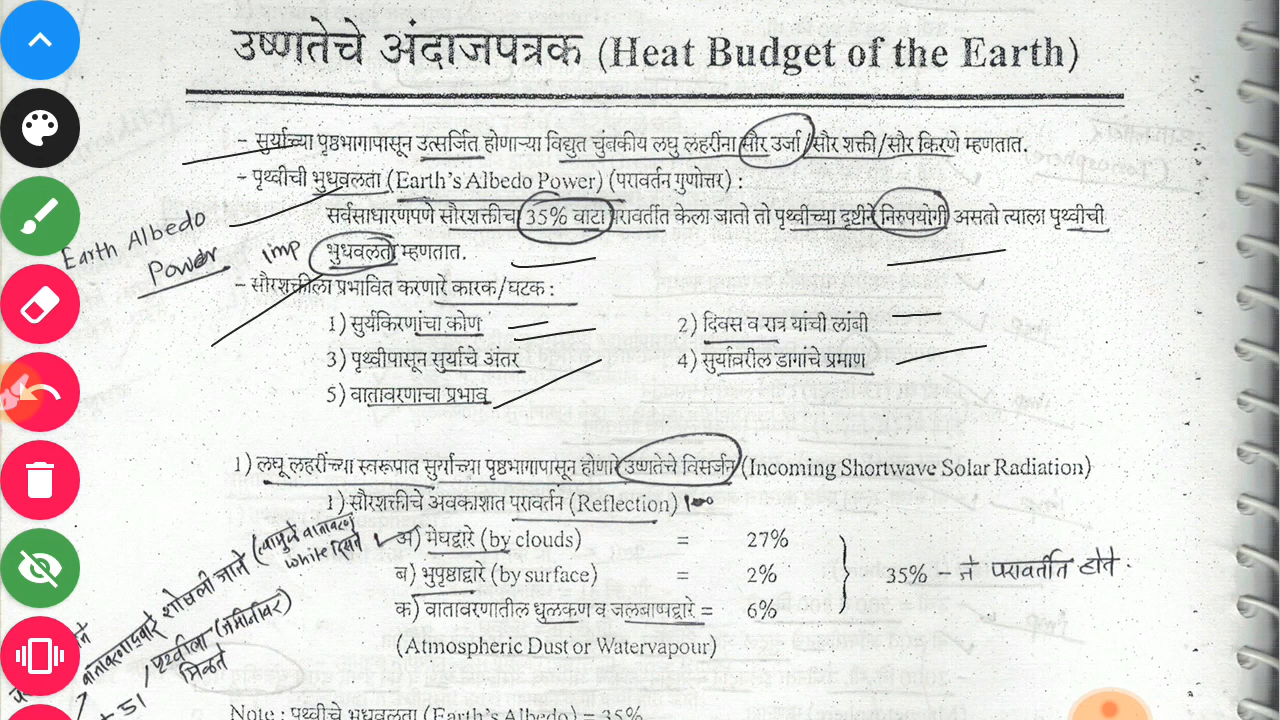 उष्णतेचे अंदाजपत्रक (Heat Budget of the Earth)
- सुर्याच्या पृष्ठभागापासून उत्सर्जित होणाऱ्या विद्युत चुंबकीय लघु लहरींना सौर उर्जा/सौर शक्ती/सौर किरणे म्हणतात.
- पृथ्वीची भुधवलता (Earth's Albedo Power) (परावर्तन गुणोत्तर) :
सर्वसाधारणपणे सौरशक्तीचा 35% वाटा परावर्तीत केला जातो तो पृथ्वीच्या दृष्टीने निरुपयोगी असतो त्याला पृथ्वीची
Earth Albedo
Power
imp
भुधवलता म्हणतात.
- सौरशक्तीला प्रभावित करणारे कारक/घटक :
1) सुर्यकिरणांचा कोण 2) दिवस व रात्र यांची लांबी
3) पृथ्वीपासून सुर्याचे अंतर 4) सुर्यावरील डागांचे प्रमाण
5) वातावरणाचा प्रभाव
1) लघू लहरींच्या स्वरूपात सुर्याच्या पृष्ठभागापासून होणारे उष्णतेचे विसर्जन (Incoming Shortwave Solar Radiation)
1) सौरशक्तीचे अवकाशात परावर्तन (Reflection) 100
अ) मेघद्वारे (by clouds) = 27%
ब) भुपृष्ठाद्वारे (by surface) = 2%
35% - ने परावर्तीत होते.
क) वातावरणातील धुळकण व जलबाष्पद्वारे = 6%
(Atmospheric Dust or Watervapour)
वातावरणाद्वारे शोषली जाते (त्यामुळे वातावरण
white दिसते
51 / पृथ्वीला (जमीनीवर)
मिळते
Note : पृथ्वीचे भुधवलता (Earth's Albedo) = 35%